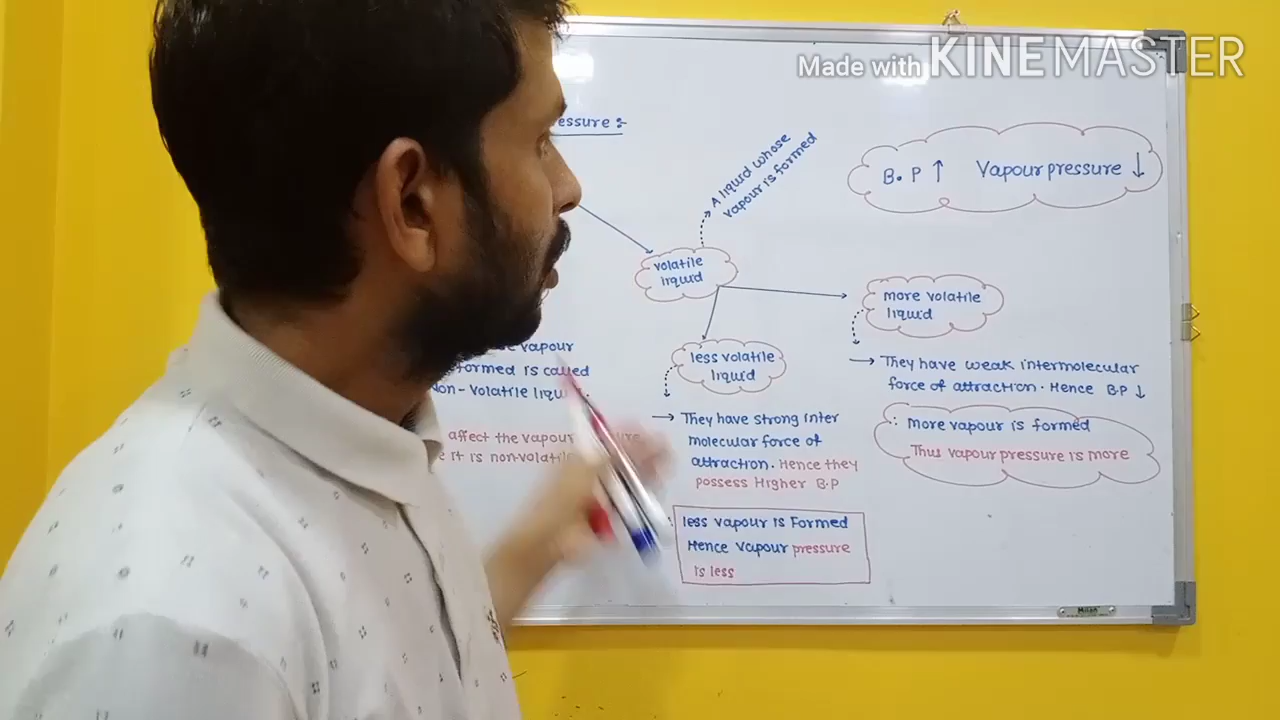 Made with KINEMASTER
essure :-
A liquid whose
vapour is formed
B.P ↑ Vapour pressure ↓
volatile
liquid
more volatile
liquid
less volatile
liquid
vapour
formed is called
Non-volatile
affect the vapour
it is non-volatile
→ They have strong inter
molecular force of
attraction. Hence they
possess Higher B.P
less vapour is Formed
Hence vapour pressure
is less
→ They have weak intermolecular
force of attraction. Hence B.P ↓
∴ More vapour is formed
Thus vapour pressure is more